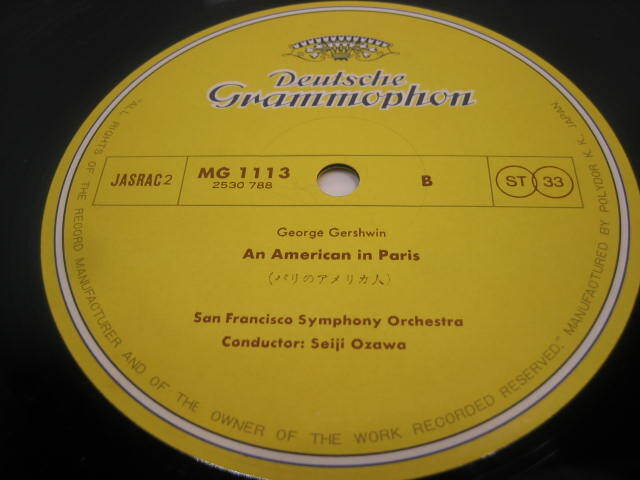 Deutsche
Grammophon
JASRAC 2
MG 1113
2530 788
B
ST 33
George Gershwin
An American in Paris
(パリのアメリカ人)
San Francisco Symphony Orchestra
Conductor: Seiji Ozawa
"ALL RIGHTS OF THE RECORD MANUFACTURER AND OF THE OWNER OF THE WORK RECORDED RESERVED." MANUFACTURED BY POLYDOR K. K. JAPAN